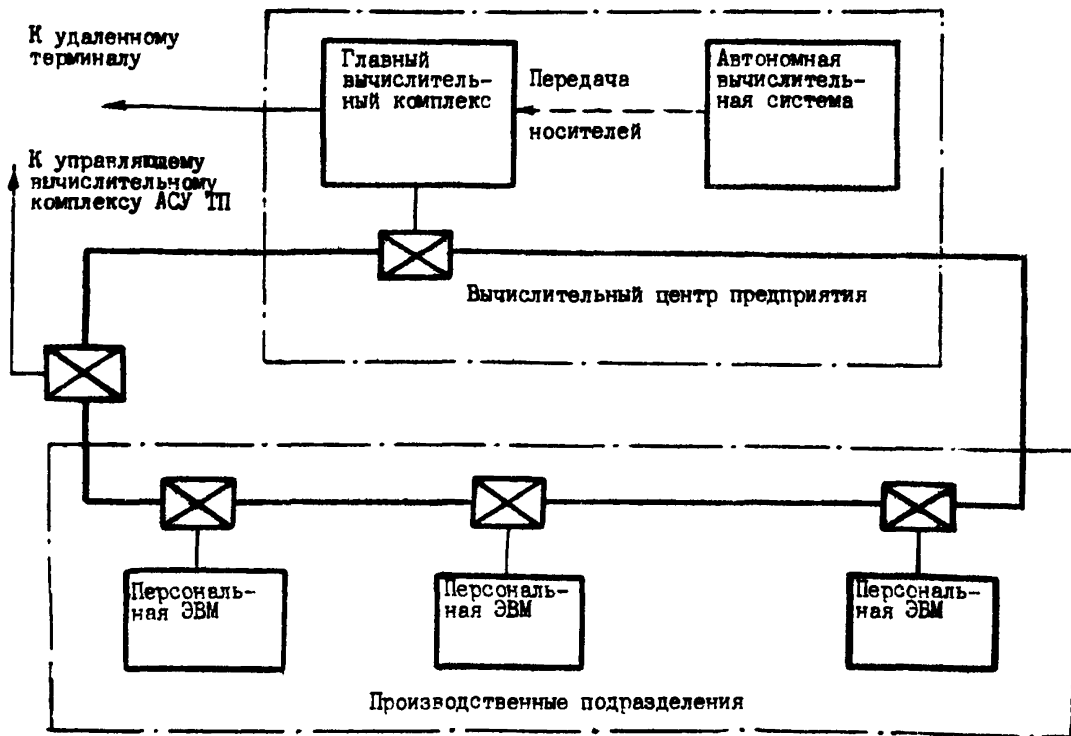 К удаленному
терминалу
Главный
вычислитель-
ный комплекс
Передача
носителей
Автономная
вычислитель-
ная система
К управляющему
вычислительному
комплексу АСУ ТП
Вычислительный центр предприятия
Персональ-
ная ЭВМ
Персональ-
ная ЭВМ
Персональ-
ная ЭВМ
Производственные подразделения